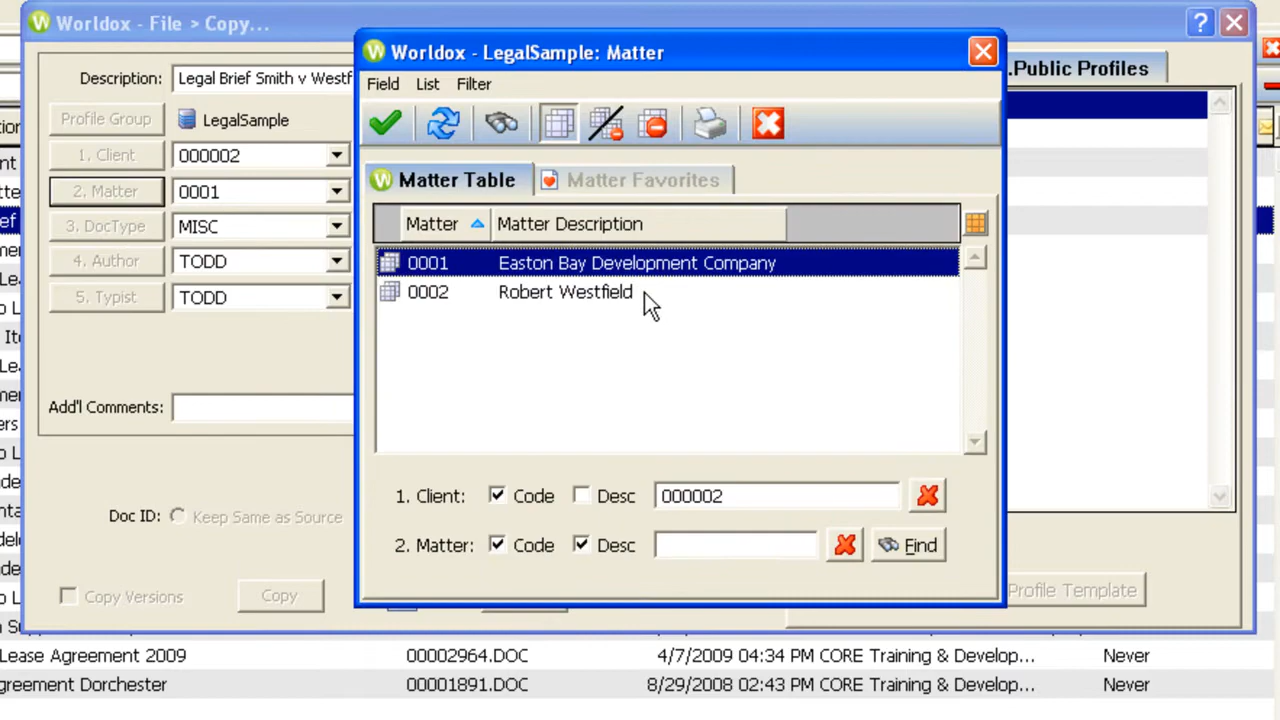 Worldox - File > Copy...
Description: Legal Brief Smith v Westf
Profile Group LegalSample
1. Client 000002
2. Matter 0001
3. DocType MISC
4. Author TODD
5. Typist TODD
Add'l Comments:
Doc ID: Keep Same as Source
Copy Versions Copy
Worldox - LegalSample: Matter
Field List Filter
Matter Table Matter Favorites
Matter Matter Description
0001 Easton Bay Development Company
0002 Robert Westfield
1. Client: Code Desc 000002
2. Matter: Code Desc Find
.Public Profiles
Profile Template
Lease Agreement 2009 00002964.DOC 4/7/2009 04:34 PM CORE Training & Develop... Never
greement Dorchester 00001891.DOC 8/29/2008 02:43 PM CORE Training & Develop... Never